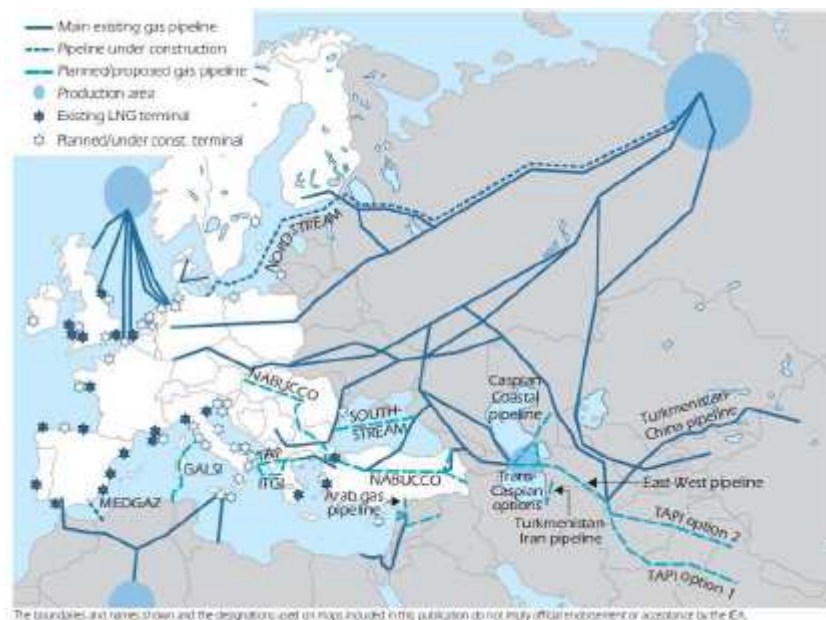 Main existing gas pipeline
Pipeline under construction
Planned/proposed gas pipeline
Production area
Existing LNG terminal
Planned/under const. terminal
NORD-STREAM
NABUCCO
SOUTH-
STREAM
TAP
ITGI
GALSI
MEDGAZ
NABUCCO
Arab gas
pipeline
Caspian
Coastal
pipeline
Trans-
Caspian
options
Turkmenistan-
China pipeline
East-West pipeline
Turkmenistan-
Iran pipeline
TAPI option 2
TAPI Option 1
The boundaries and names shown and the designations used on maps included in this publication do not imply official endorsement or acceptance by the IEA.